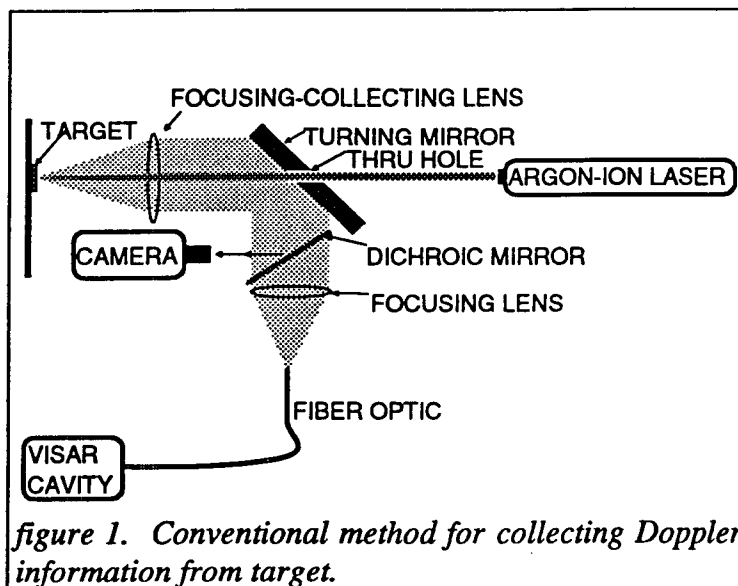 FOCUSING-COLLECTING LENS
TARGET
TURNING MIRROR
THRU HOLE
ARGON-ION LASER
CAMERA
DICHROIC MIRROR
FOCUSING LENS
FIBER OPTIC
VISAR
CAVITY
figure 1. Conventional method for collecting Doppler
information from target.